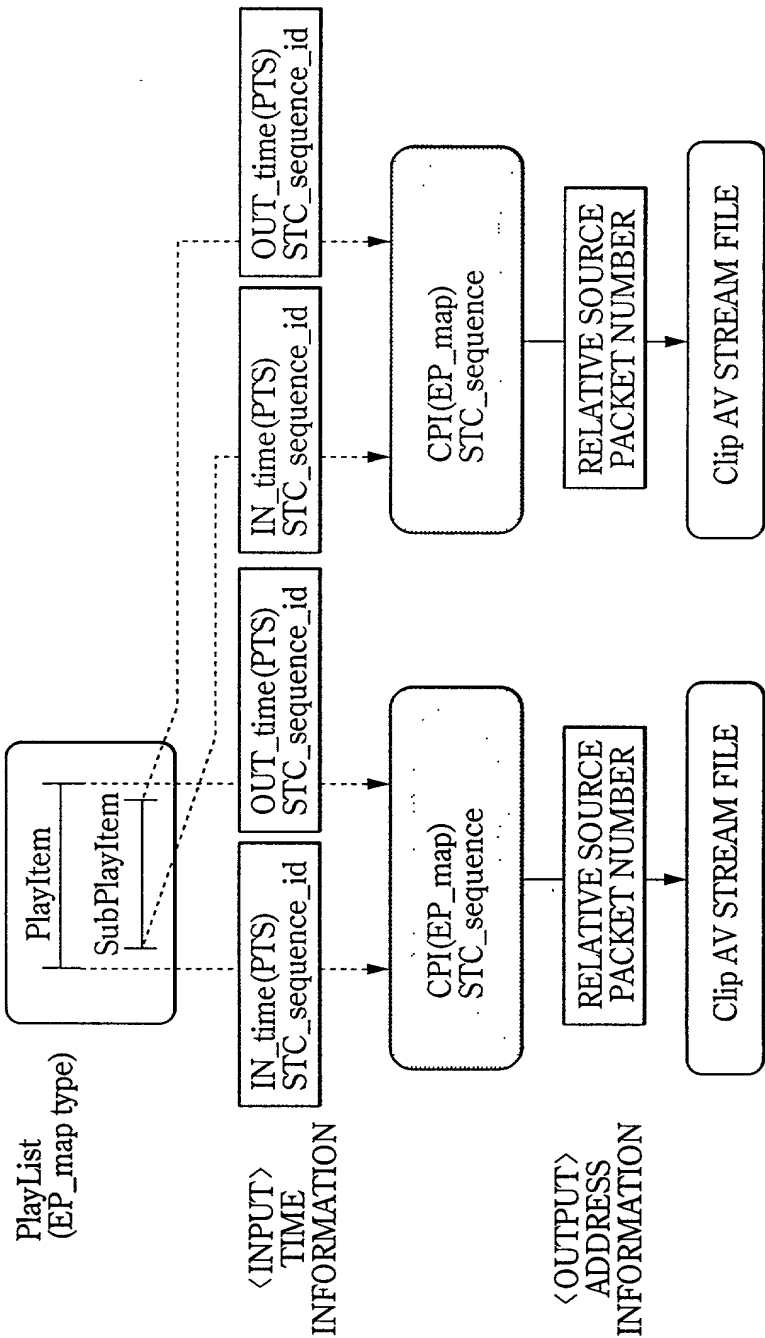 PlayList
(EP_map type)
PlayItem
SubPlayItem
<INPUT>
TIME
INFORMATION
IN_time(PTS)
STC_sequence_id
OUT_time(PTS)
STC_sequence_id
IN_time(PTS)
STC_sequence_id
OUT_time(PTS)
STC_sequence_id
CPI(EP_map)
STC_sequence
CPI(EP_map)
STC_sequence
<OUTPUT>
ADDRESS
INFORMATION
RELATIVE SOURCE
PACKET NUMBER
RELATIVE SOURCE
PACKET NUMBER
Clip AV STREAM FILE
Clip AV STREAM FILE